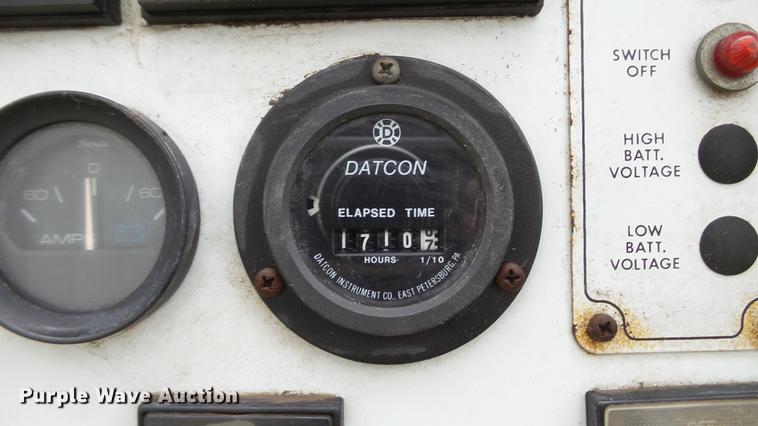 SWITCH
OFF
HIGH
BATT.
VOLTAGE
LOW
BATT.
VOLTAGE
60 0 60
AMPS
D
DATCON
ELAPSED TIME
1710
HOURS 1/10
DATCON INSTRUMENT CO. EAST PETERSBURG, PA
Purple Wave Auction